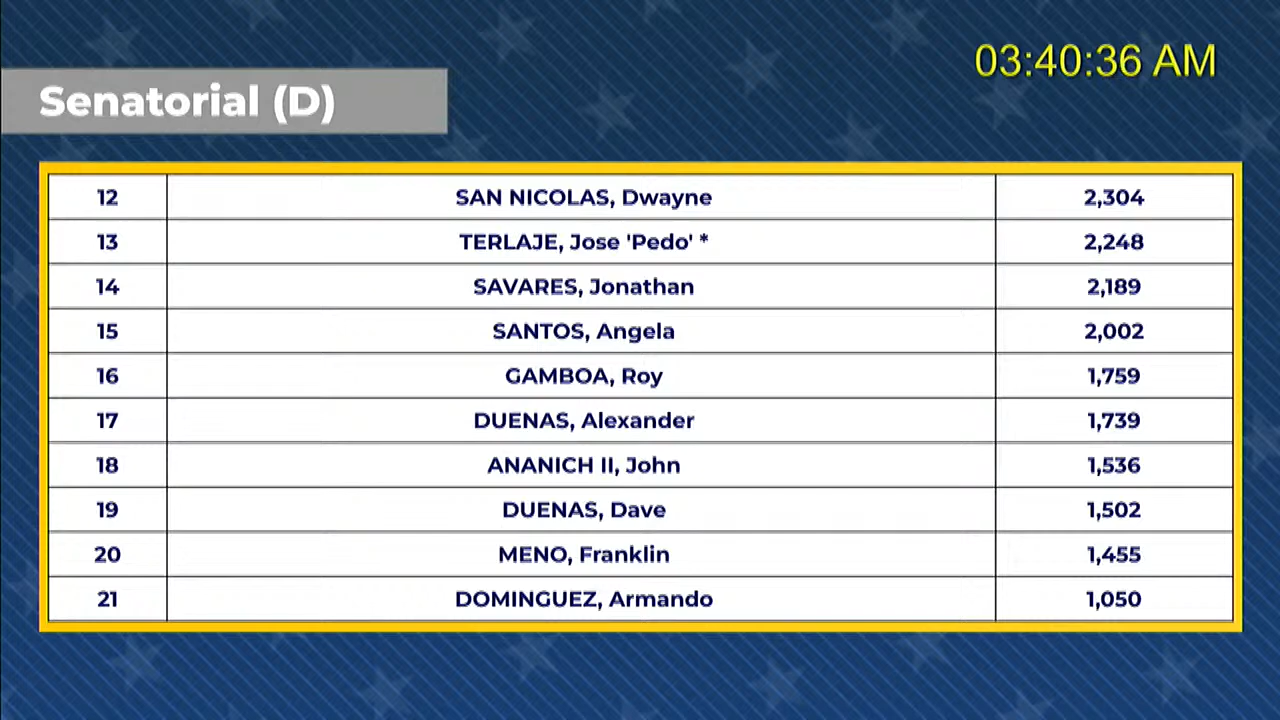 03:40:36 AM
Senatorial (D)
12 SAN NICOLAS, Dwayne 2,304
13 TERLAJE, Jose 'Pedo' * 2,248
14 SAVARES, Jonathan 2,189
15 SANTOS, Angela 2,002
16 GAMBOA, Roy 1,759
17 DUENAS, Alexander 1,739
18 ANANICH II, John 1,536
19 DUENAS, Dave 1,502
20 MENO, Franklin 1,455
21 DOMINGUEZ, Armando 1,050